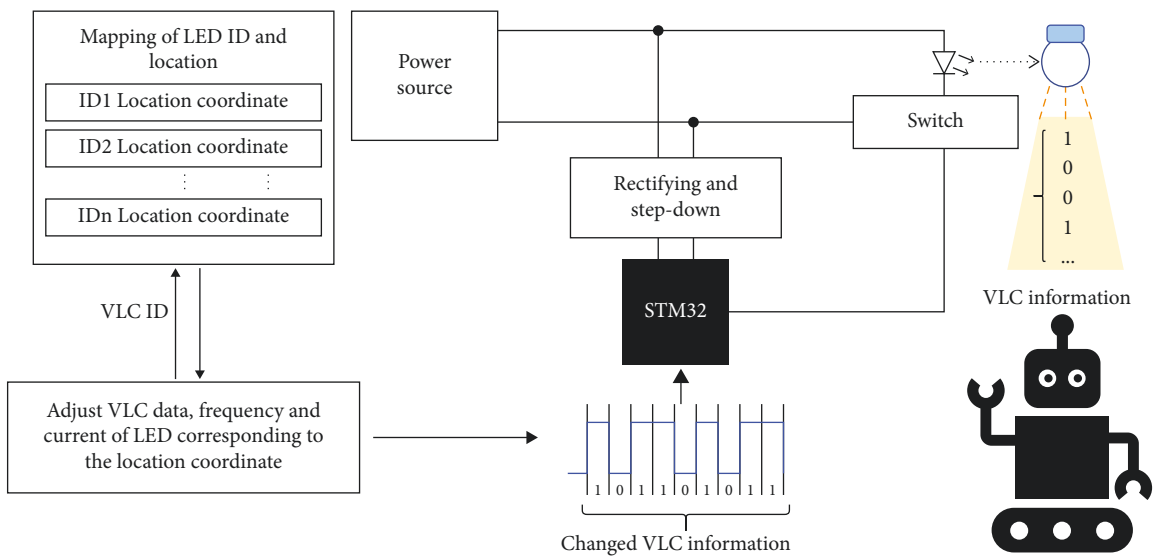 Mapping of LED ID and
location
ID1 Location coordinate
ID2 Location coordinate
IDn Location coordinate
VLC ID
Adjust VLC data, frequency and
current of LED corresponding to
the location coordinate
Power
source
Rectifying and
step-down
STM32
1 0 1 1 0 1 0 1 1
Changed VLC information
Switch
1
0
0
1
...
VLC information